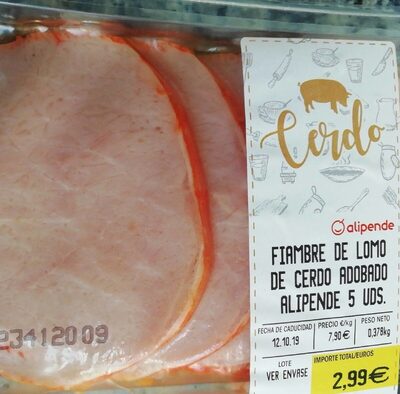 Cerdo
alipende
FIAMBRE DE LOMO
DE CERDO ADOBADO
ALIPENDE 5 UDS.
FECHA DE CADUCIDAD PRECIO €/kg PESO NETO
12.10.19 7,90 € 0,378kg
LOTE
VER ENVASE
IMPORTE TOTAL/EUROS
2,99€
23412009